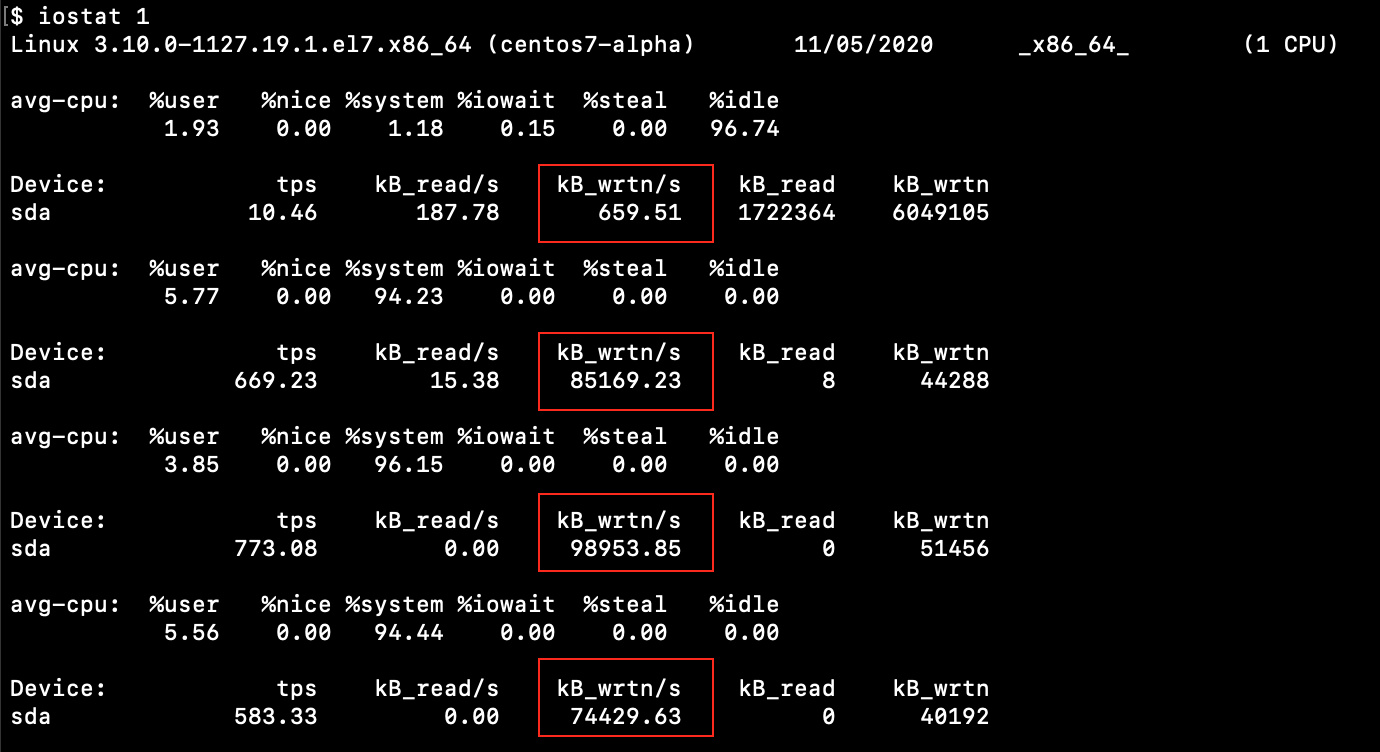 [$ iostat 1
Linux 3.10.0-1127.19.1.el7.x86_64 (centos7-alpha) 11/05/2020 _x86_64_ (1 CPU)
avg-cpu: %user %nice %system %iowait %steal %idle
1.93 0.00 1.18 0.15 0.00 96.74
Device: tps kB_read/s kB_wrtn/s kB_read kB_wrtn
sda 10.46 187.78 659.51 1722364 6049105
avg-cpu: %user %nice %system %iowait %steal %idle
5.77 0.00 94.23 0.00 0.00 0.00
Device: tps kB_read/s kB_wrtn/s kB_read kB_wrtn
sda 669.23 15.38 85169.23 8 44288
avg-cpu: %user %nice %system %iowait %steal %idle
3.85 0.00 96.15 0.00 0.00 0.00
Device: tps kB_read/s kB_wrtn/s kB_read kB_wrtn
sda 773.08 0.00 98953.85 0 51456
avg-cpu: %user %nice %system %iowait %steal %idle
5.56 0.00 94.44 0.00 0.00 0.00
Device: tps kB_read/s kB_wrtn/s kB_read kB_wrtn
sda 583.33 0.00 74429.63 0 40192